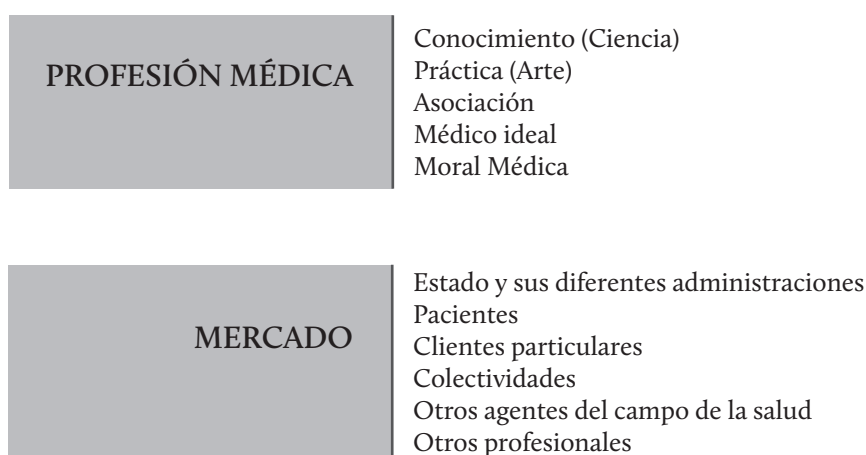 PROFESIÓN MÉDICA
Conocimiento (Ciencia)
Práctica (Arte)
Asociación
Médico ideal
Moral Médica
MERCADO
Estado y sus diferentes administraciones
Pacientes
Clientes particulares
Colectividades
Otros agentes del campo de la salud
Otros profesionales